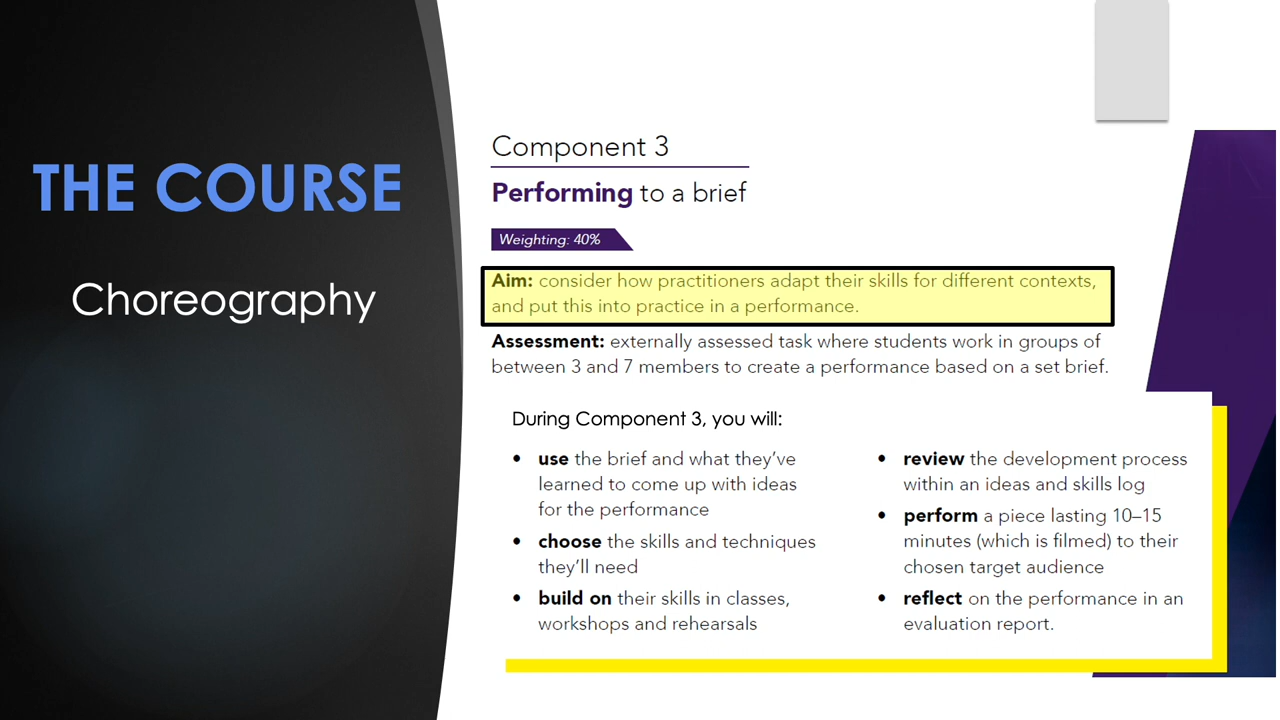 THE COURSE
Choreography
Component 3
Performing to a brief
Weighting: 40%
Aim: consider how practitioners adapt their skills for different contexts,
and put this into practice in a performance.
Assessment: externally assessed task where students work in groups of
between 3 and 7 members to create a performance based on a set brief.
During Component 3, you will:
• use the brief and what they've
learned to come up with ideas
for the performance
• choose the skills and techniques
they'll need
• build on their skills in classes,
workshops and rehearsals
• review the development process
within an ideas and skills log
• perform a piece lasting 10–15
minutes (which is filmed) to their
chosen target audience
• reflect on the performance in an
evaluation report.